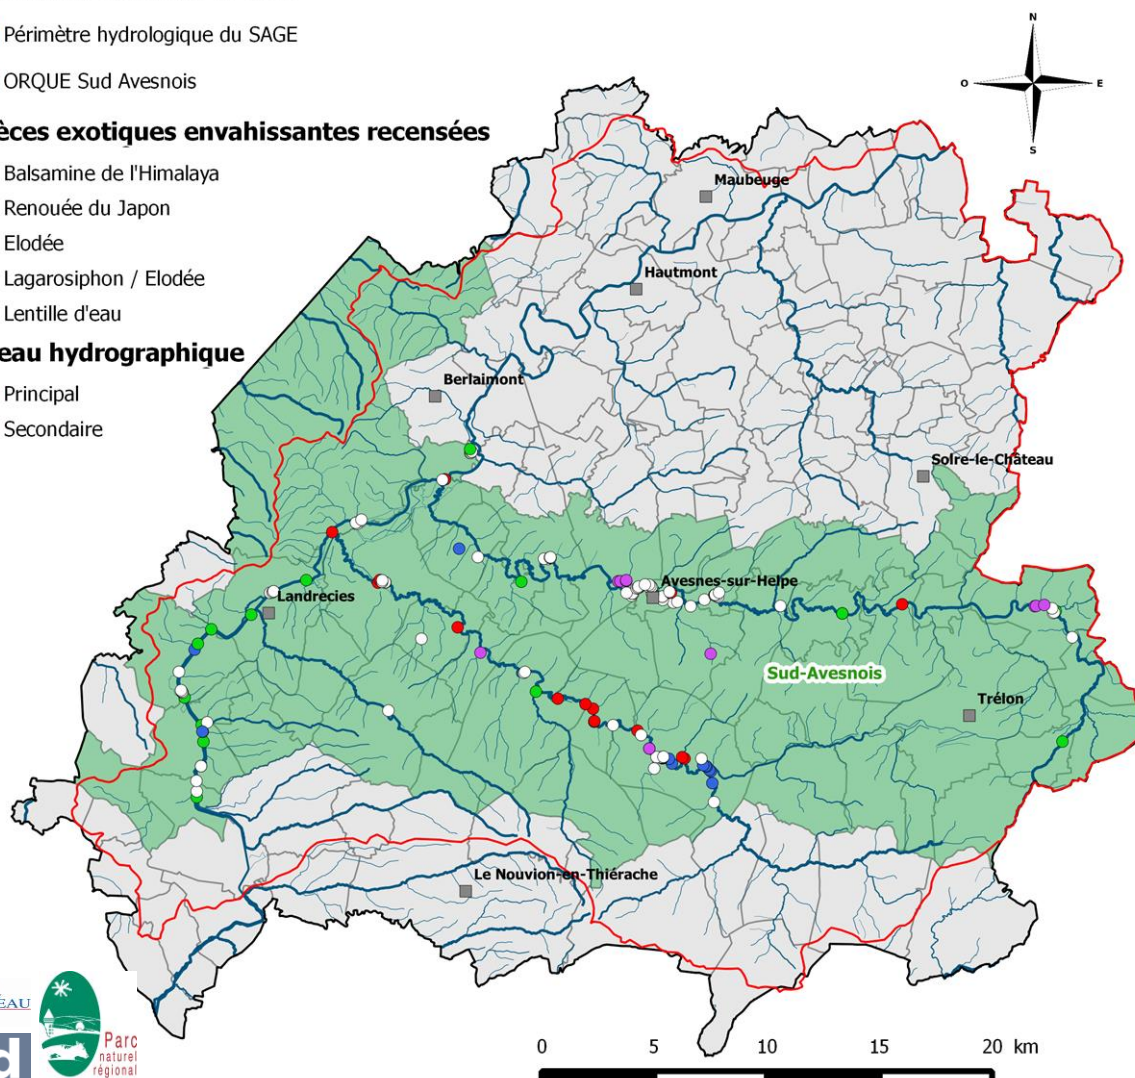 Périmètre hydrologique du SAGE
ORQUE Sud Avesnois
èces exotiques envahissantes recensées
Balsamine de l'Himalaya
Renouée du Japon
Elodée
Lagarosiphon / Elodée
Lentille d'eau
eau hydrographique
Principal
Secondaire
N
O
E
S
Maubeuge
Hautmont
Berlaimont
Solre-le-Château
Avesnes-sur-Helpe
Landrecies
Sud-Avesnois
Trélon
Le Nouvion-en-Thiérache
EAU
d
Parc
naturel
régional
0 5 10 15 20 km